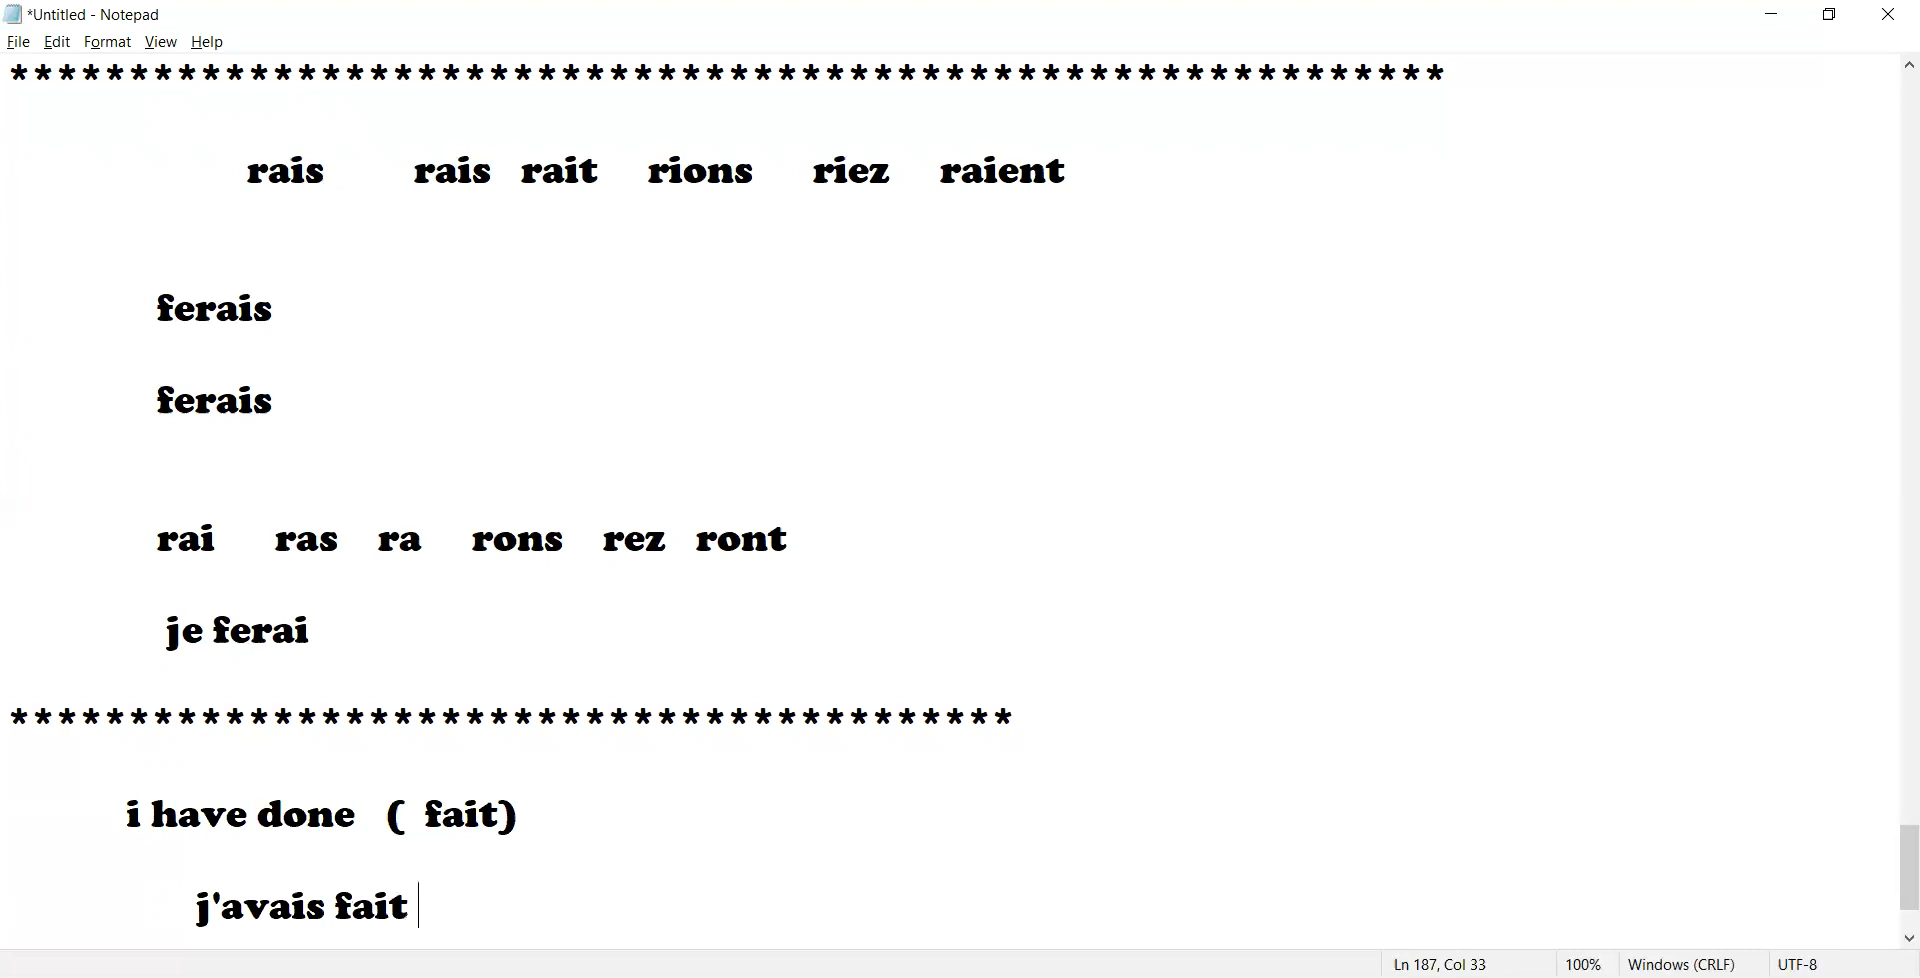 *Untitled - Notepad
File Edit Format View Help
************************************************************
rais rais rait rions riez raient
ferais
ferais
rai ras ra rons rez ront
je ferai
******************************************
i have done ( fait)
j'avais fait
Ln 187, Col 33 100% Windows (CRLF) UTF-8